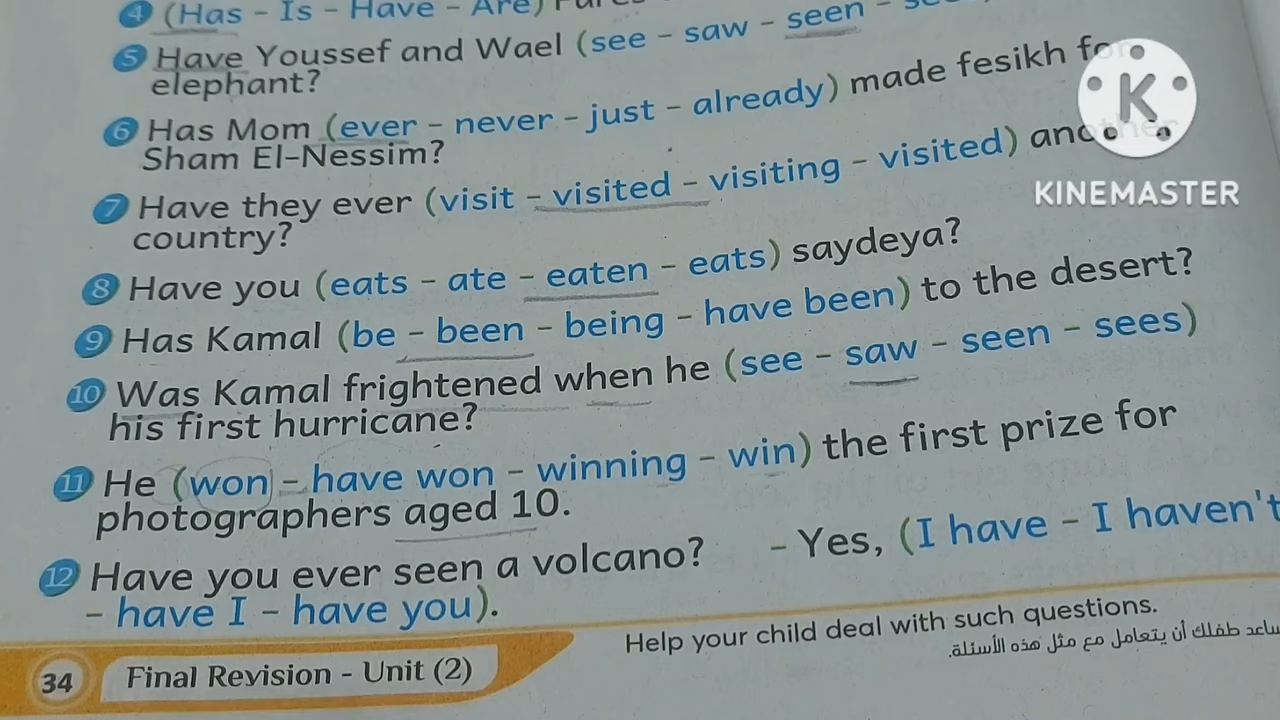 4 (Has - Is - Have - Are)
5 Have Youssef and Wael (see - saw - seen -
elephant?
6 Has Mom (ever - never - just - already) made fesikh for
Sham El-Nessim?
7 Have they ever (visit - visited - visiting - visited) another
country?
8 Have you (eats - ate - eaten - eats) saydeya?
9 Has Kamal (be - been - being - have been) to the desert?
10 Was Kamal frightened when he (see - saw - seen - sees)
his first hurricane?
11 He (won - have won - winning - win) the first prize for
photographers aged 10.
12 Have you ever seen a volcano? - Yes, (I have - I haven't
- have I - have you).
Help your child deal with such questions.
ساعد طفلك أن يتعامل مع مثل هذه الأسئلة.
34 Final Revision - Unit (2)
K
KINEMASTER